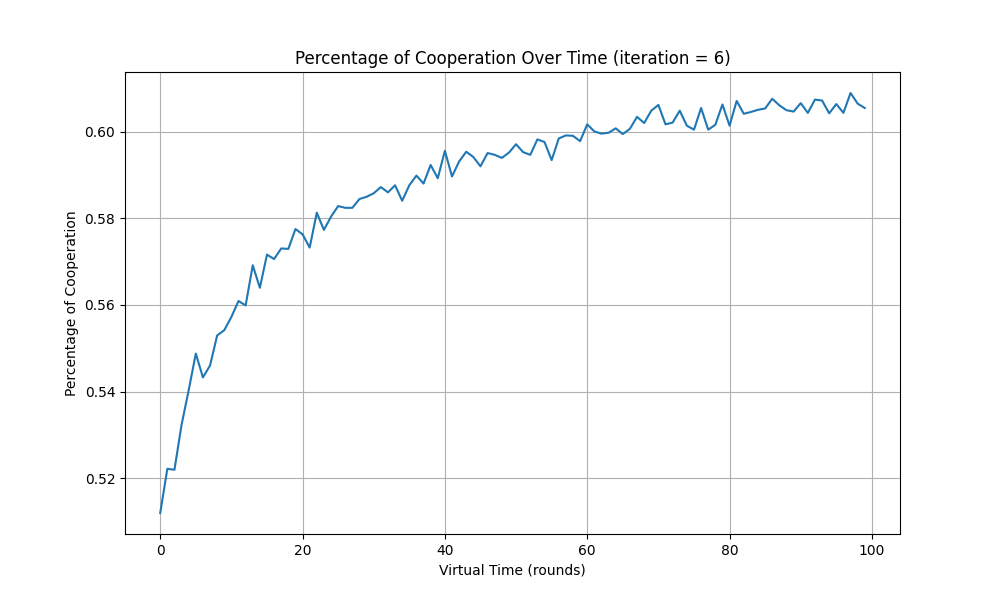 Percentage of Cooperation Over Time (iteration = 6)
Percentage of Cooperation
0.60
0.58
0.56
0.54
0.52
0 20 40 60 80 100
Virtual Time (rounds)